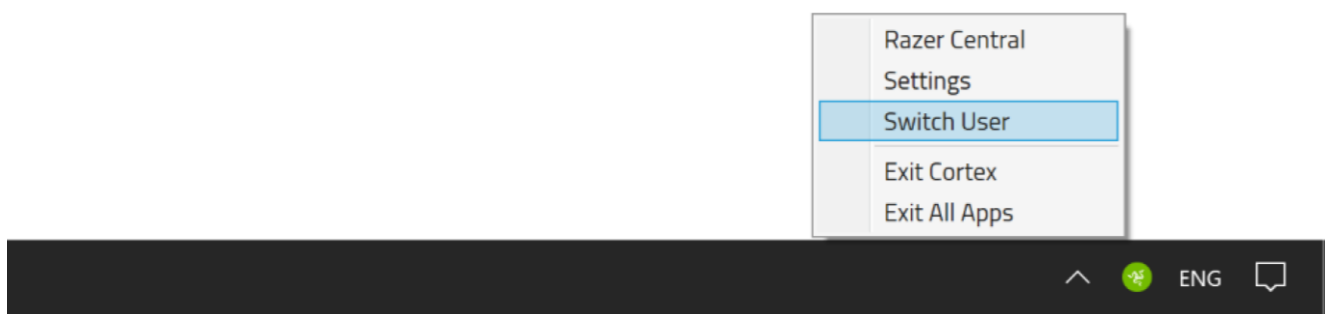 Razer Central
Settings
Switch User
Exit Cortex
Exit All Apps
ENG